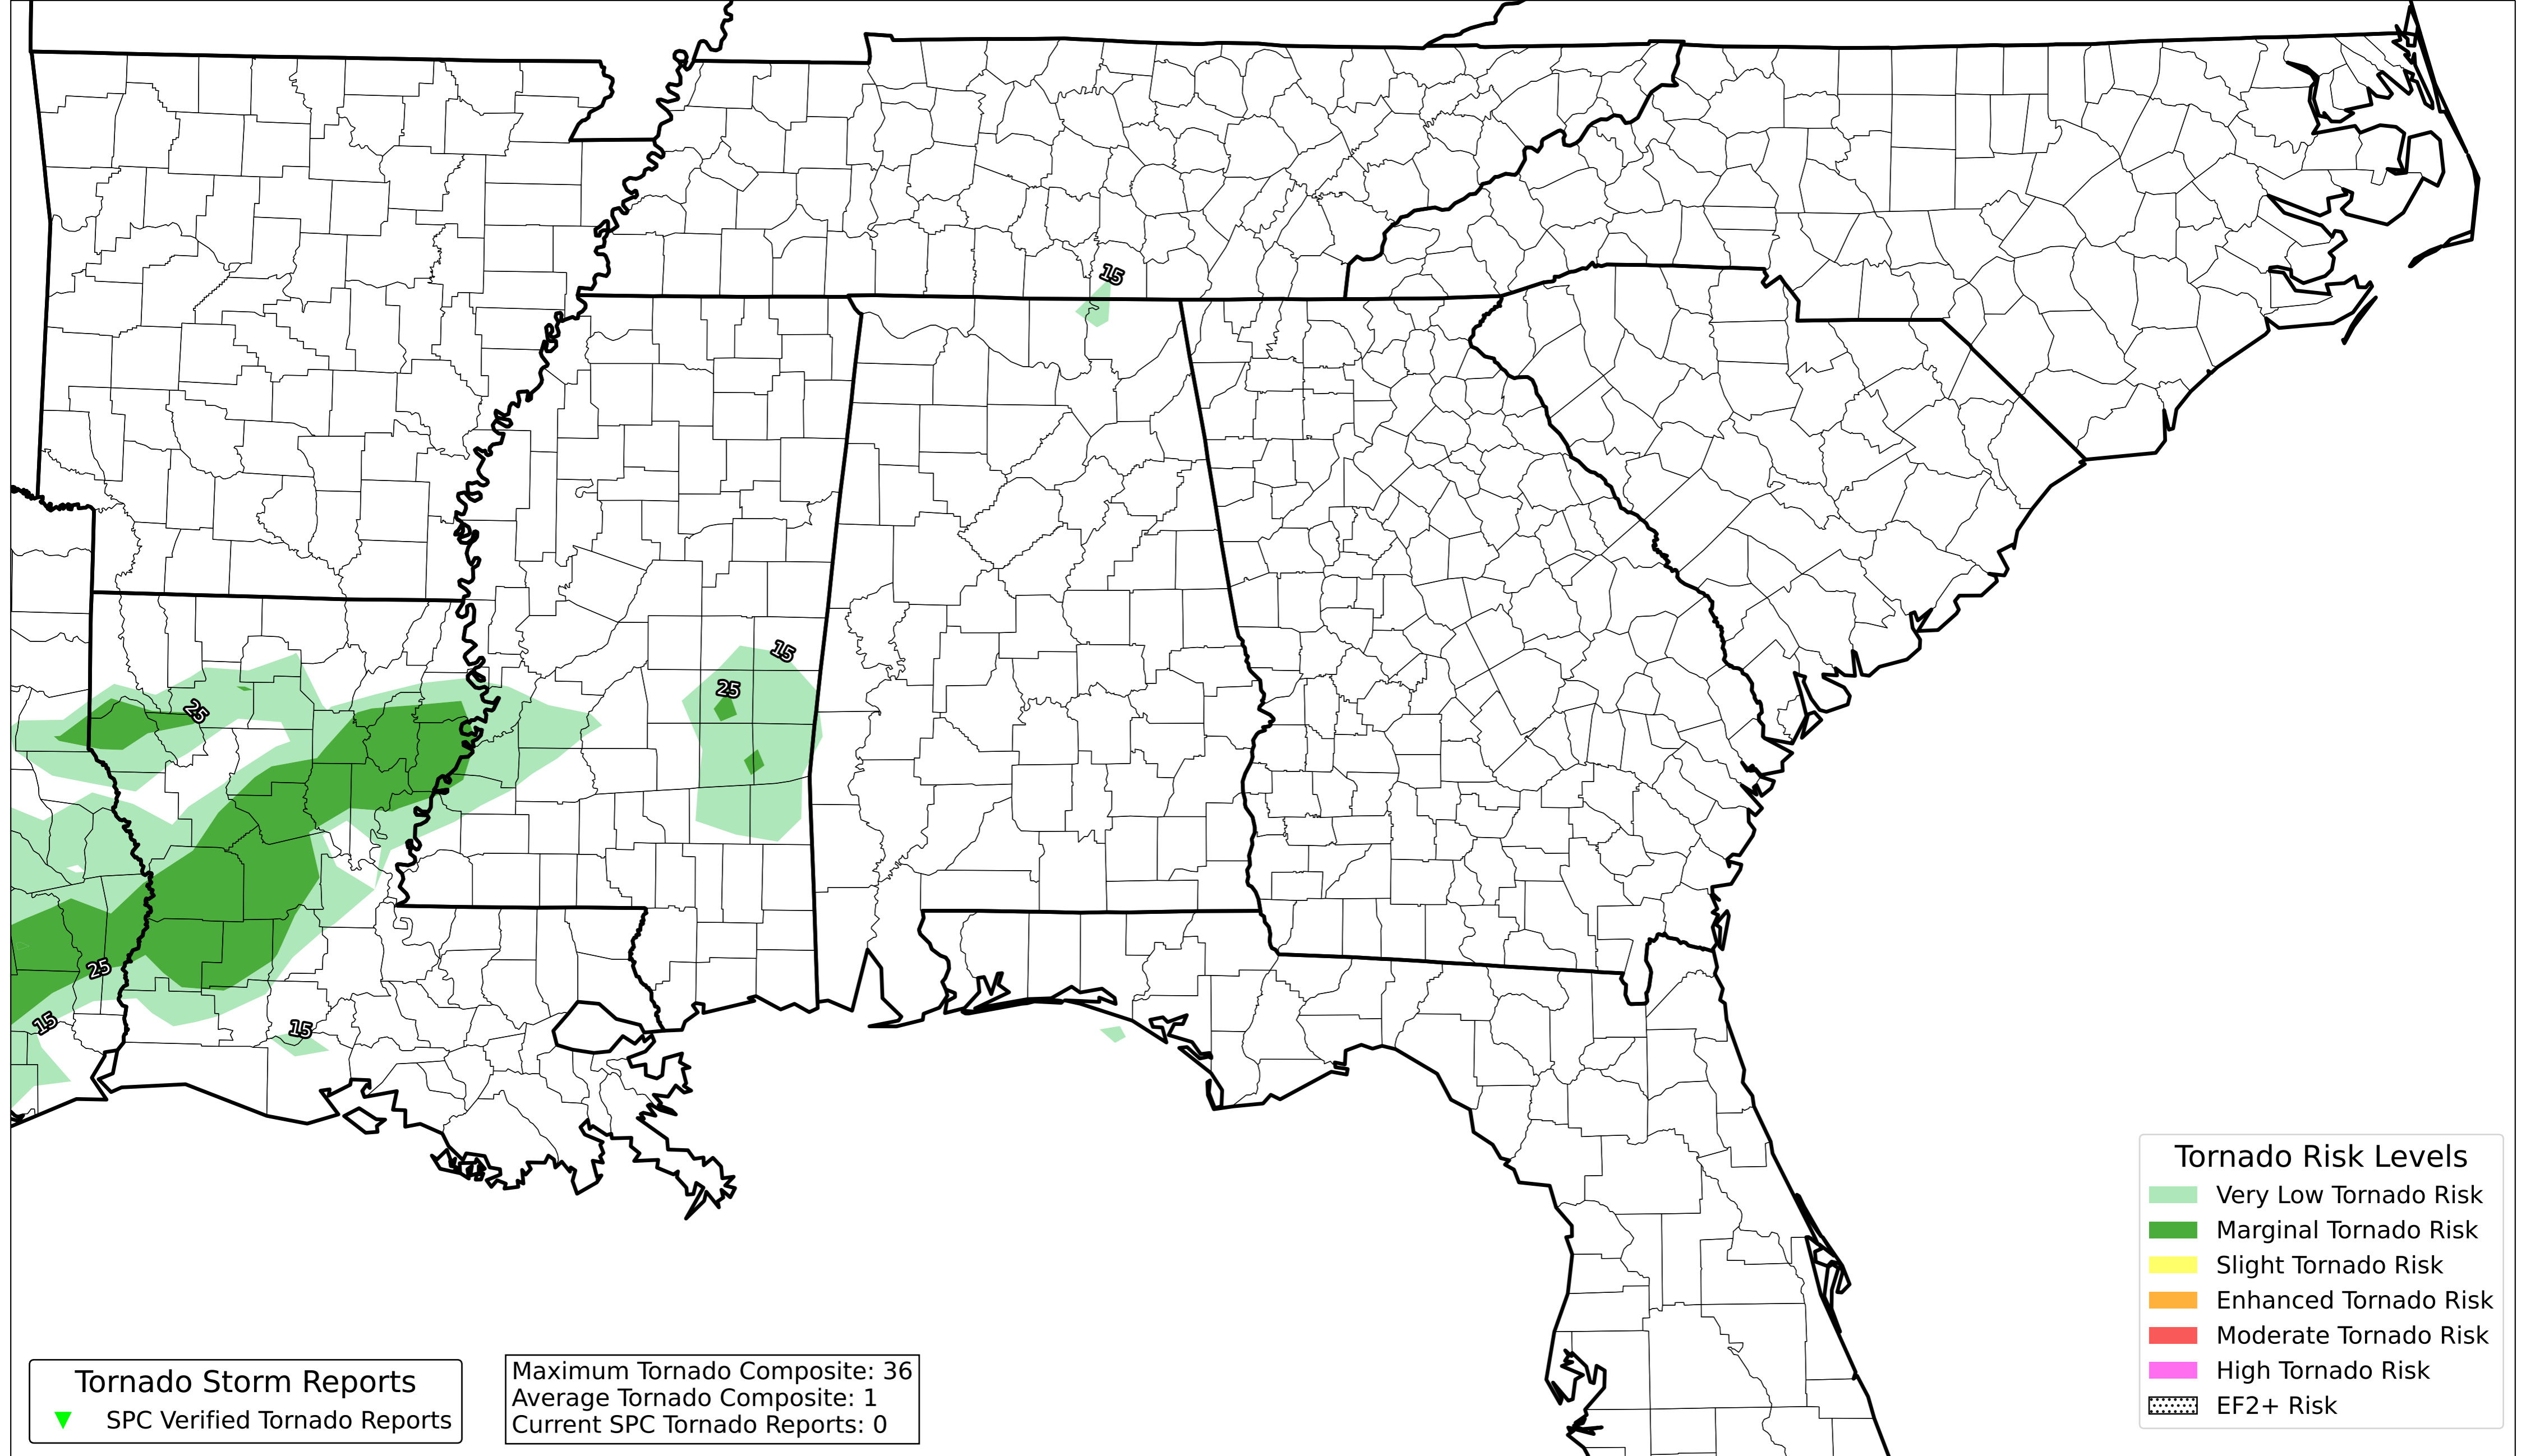 15
15
25
25
25
15
15
Tornado Risk Levels
Very Low Tornado Risk
Marginal Tornado Risk
Slight Tornado Risk
Enhanced Tornado Risk
Moderate Tornado Risk
High Tornado Risk
EF2+ Risk
Tornado Storm Reports
SPC Verified Tornado Reports
Maximum Tornado Composite: 36
Average Tornado Composite: 1
Current SPC Tornado Reports: 0